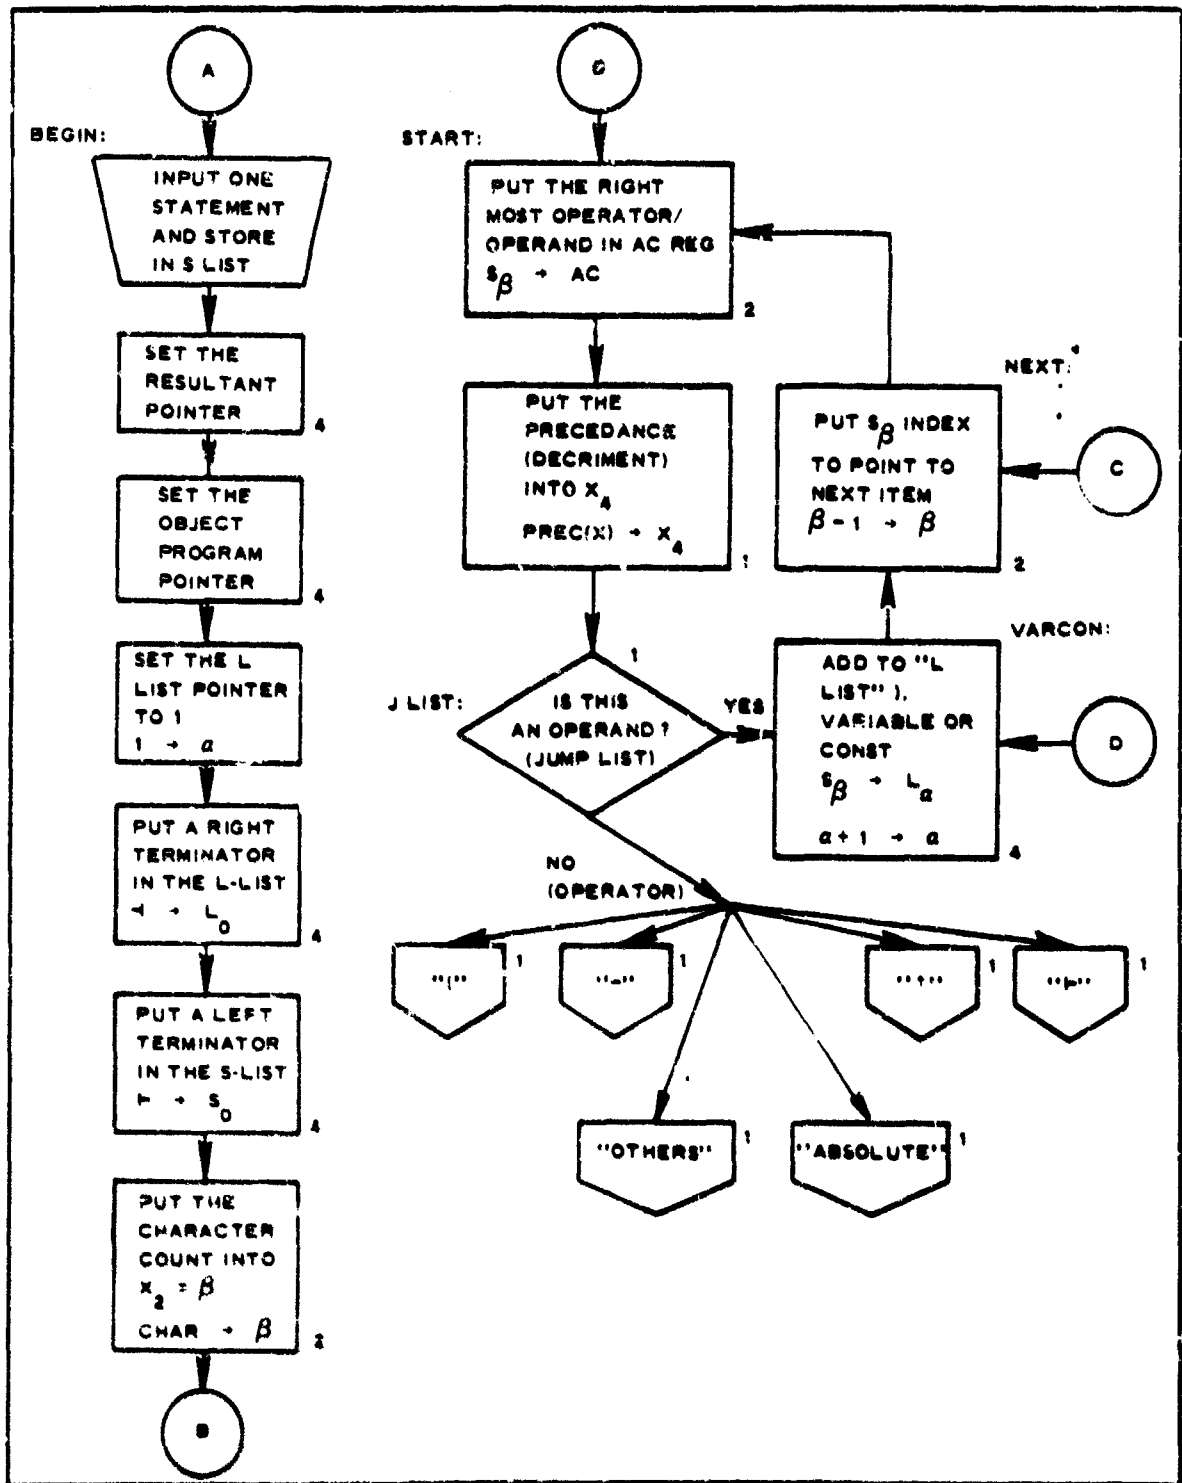 A
BEGIN:
INPUT ONE
STATEMENT
AND STORE
IN S LIST
SET THE
RESULTANT
POINTER
4
SET THE
OBJECT
PROGRAM
POINTER
4
SET THE L
LIST POINTER
TO 1
1 → α
PUT A RIGHT
TERMINATOR
IN THE L-LIST
⊣ → L₀
4
PUT A LEFT
TERMINATOR
IN THE S-LIST
⊢ → S₀
4
PUT THE
CHARACTER
COUNT INTO
X₂ = β
CHAR → β
B
START:
PUT THE RIGHT
MOST OPERATOR/
OPERAND IN AC REG
Sβ → AC
2
PUT THE
PRECEDANCE
(DECRIMENT)
INTO X₄
PREC(X) → X₄
1
NEXT:
PUT Sβ INDEX
TO POINT TO
NEXT ITEM
β - 1 → β
2
C
J LIST:
1
IS THIS
AN OPERAND ?
(JUMP LIST)
YES
VARCON:
ADD TO "L
LIST" ),
VARIABLE OR
CONST
Sβ → Lα
α + 1 → α
4
D
NO
(OPERATOR)
1
"-"
1
1
"⊢"
1
"OTHERS"
1
"ABSOLUTE"
1